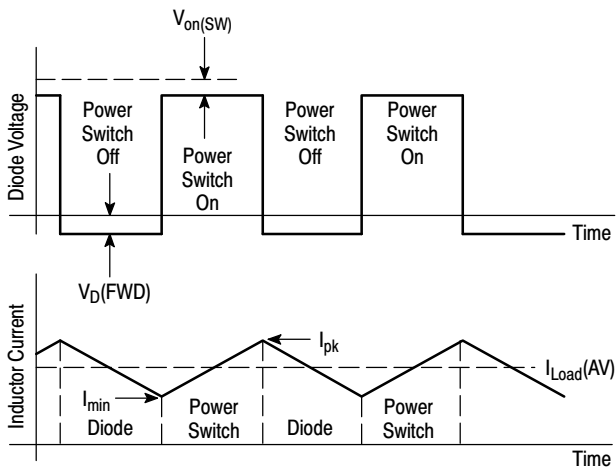 Von(SW)
Diode Voltage
Power
Switch
Off
Power
Switch
On
Power
Switch
Off
Power
Switch
On
Time
VD(FWD)
Inductor Current
Ipk
ILoad(AV)
Imin
Diode
Power
Switch
Diode
Power
Switch
Time